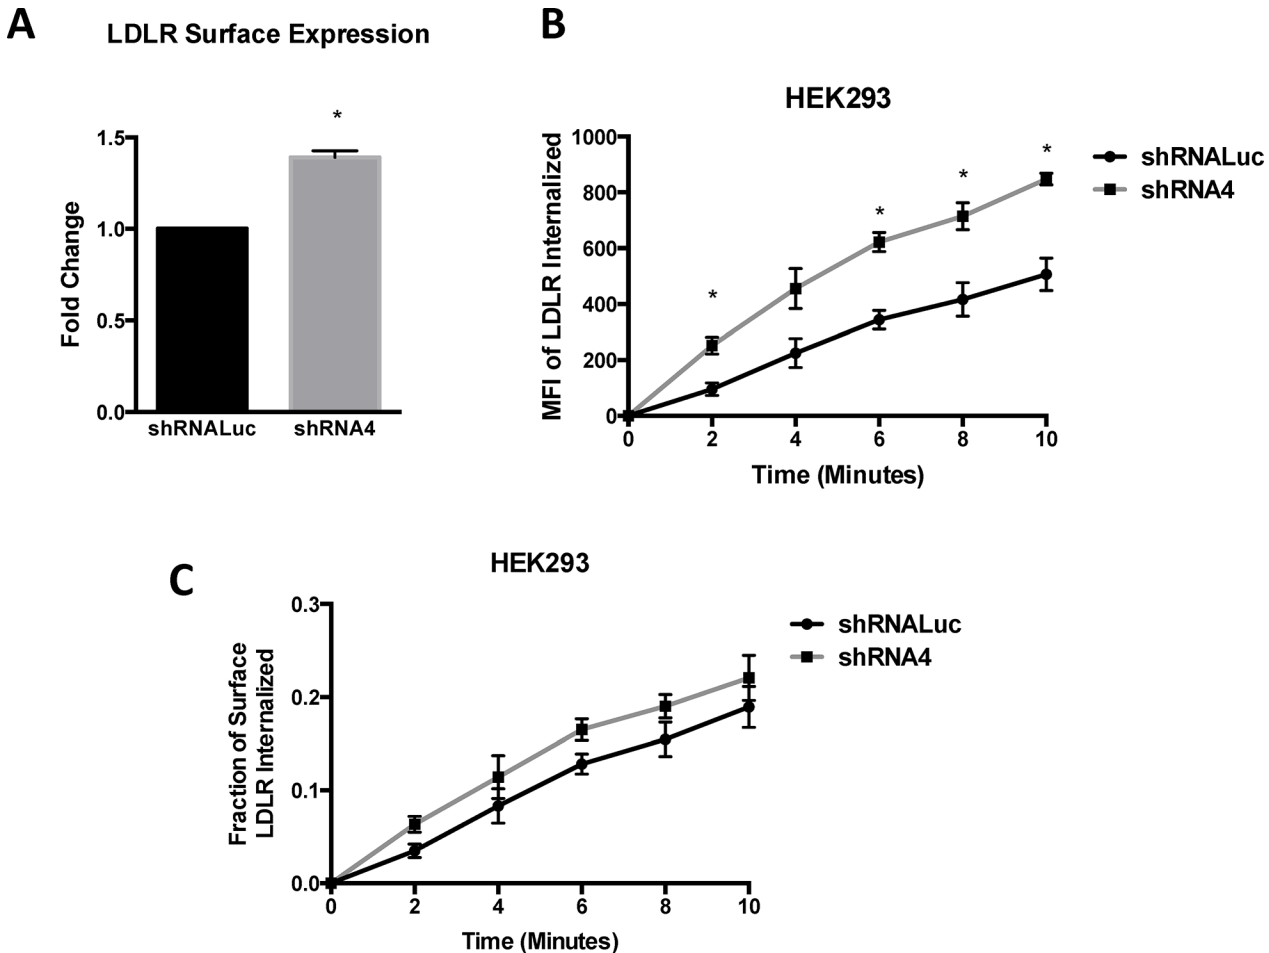 A
LDLR Surface Expression
*
1.5
1.0
0.5
0.0
Fold Change
shRNALuc
shRNA4
B
HEK293
1000
800
600
400
200
0
MFI of LDLR Internalized
*
*
*
*
0
2
4
6
8
10
Time (Minutes)
shRNALuc
shRNA4
C
HEK293
0.3
0.2
0.1
0.0
Fraction of Surface
LDLR Internalized
0
2
4
6
8
10
Time (Minutes)
shRNALuc
shRNA4